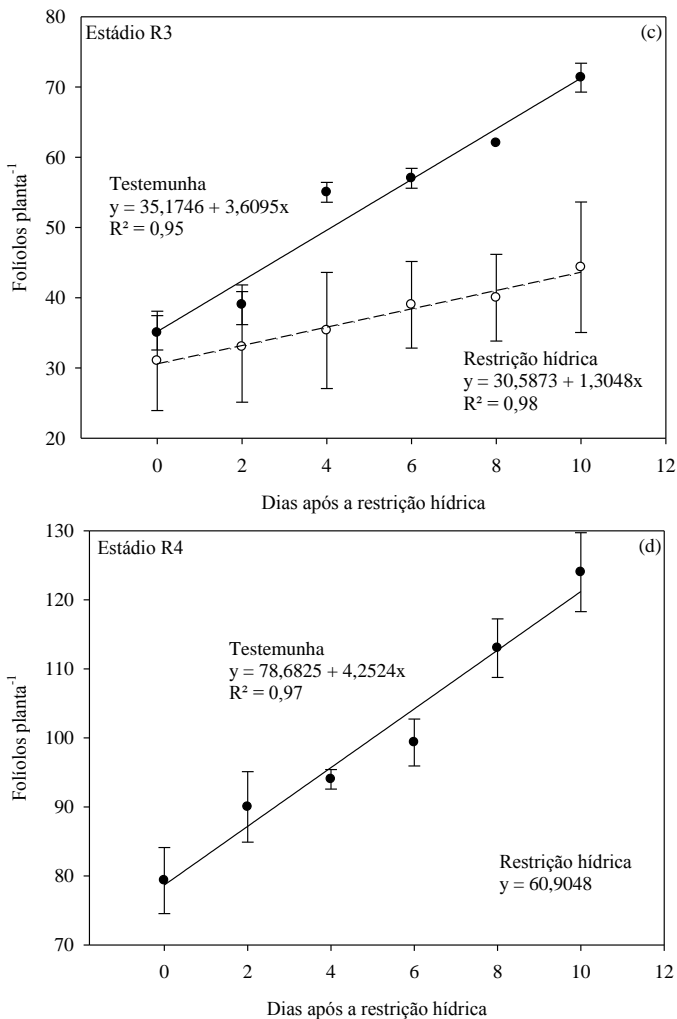 Estádio R3
(c)
80
70
60
50
40
30
20
Folíolos planta⁻¹
Testemunha
y = 35,1746 + 3,6095x
R² = 0,95
Restrição hídrica
y = 30,5873 + 1,3048x
R² = 0,98
0 2 4 6 8 10 12
Dias após a restrição hídrica
Estádio R4
(d)
130
120
110
100
90
80
70
Folíolos planta⁻¹
Testemunha
y = 78,6825 + 4,2524x
R² = 0,97
Restrição hídrica
y = 60,9048
0 2 4 6 8 10 12
Dias após a restrição hídrica